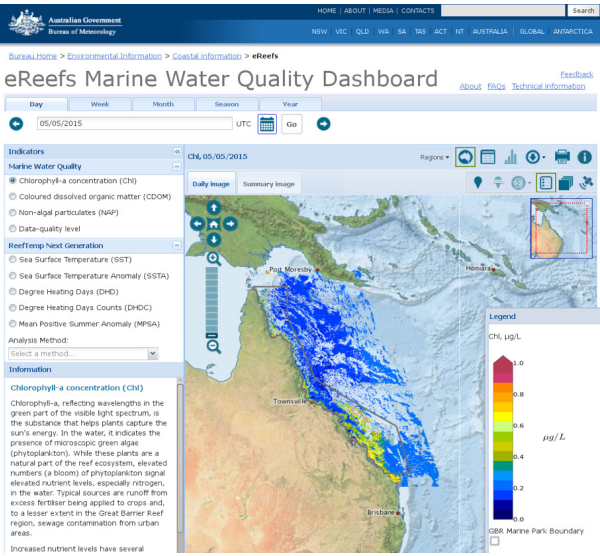 HOME | ABOUT | MEDIA | CONTACTS
Search
Australian Government
Bureau of Meteorology
NSW | VIC | QLD | WA | SA | TAS | ACT | NT | AUSTRALIA | GLOBAL | ANTARCTICA
Bureau Home > Environmental Information > Coastal information > eReefs
eReefs Marine Water Quality Dashboard
Feedback
About FAQs Technical information
Day Week Month Season Year
05/05/2015 UTC Go
Indicators
Marine Water Quality
Chlorophyll-a concentration (Chl)
Coloured dissolved organic matter (CDOM)
Non-algal particulates (NAP)
Data-quality level
ReefTemp Next Generation
Sea Surface Temperature (SST)
Sea Surface Temperature Anomaly (SSTA)
Degree Heating Days (DHD)
Degree Heating Days Counts (DHDC)
Mean Positive Summer Anomaly (MPSA)
Analysis Method:
Select a method...
Information
Chlorophyll-a concentration (Chl)
Chlorophyll-a, reflecting wavelengths in the
green part of the visible light spectrum, is
the substance that helps plants capture the
sun's energy. In the water, it indicates the
presence of microscopic green algae
(phytoplankton). While these plants are a
natural part of the reef ecosystem, elevated
numbers (a bloom) of phytoplankton signal
elevated nutrient levels, especially nitrogen,
in the water. Typical sources are runoff from
excess fertiliser being applied to crops and,
to a lesser extent in the Great Barrier Reef
region, sewage contamination from urban
areas.
Increased nutrient levels have several
Chl, 05/05/2015
Regions
Daily image Summary image
Port Moresby
Honiara
Townsville
Brisbane
Legend
Chl, µg/L
1.0
0.8
0.6
µg/L
0.4
0.2
0.0
GBR Marine Park Boundary